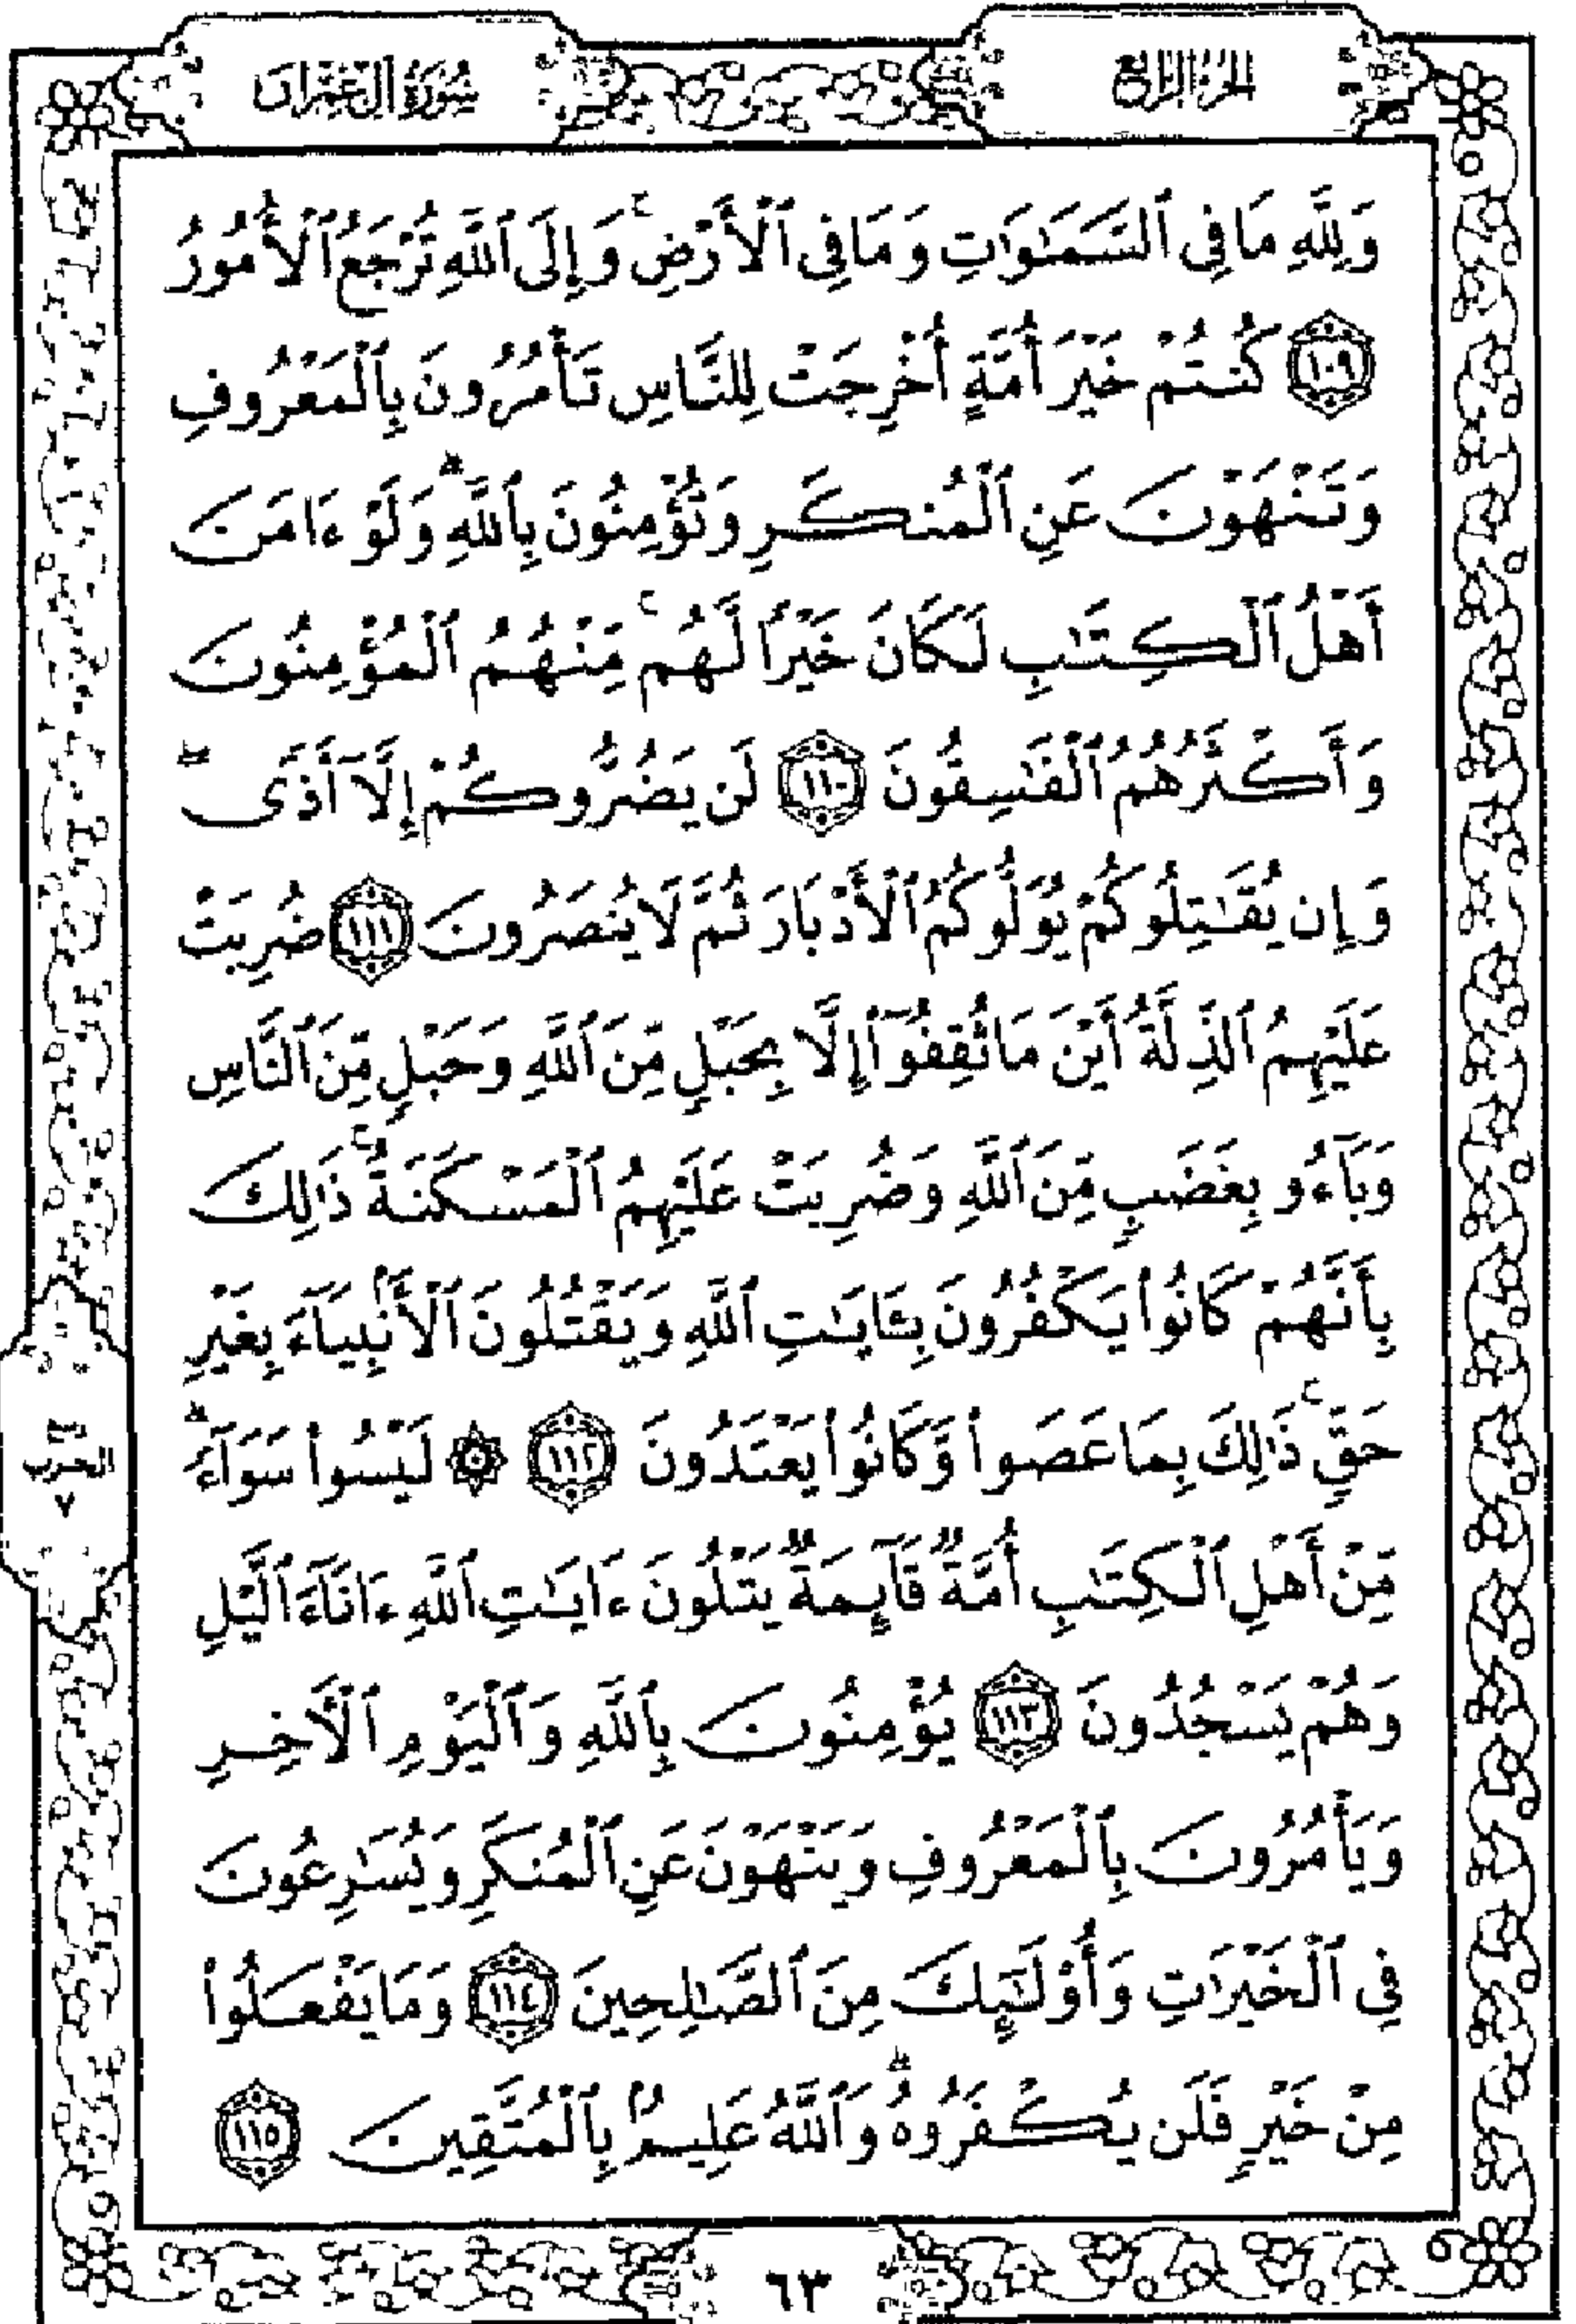 الجزء الرابع
سورة آل عمران
وَلِلَّهِ مَا فِى ٱلسَّمَـٰوَٰتِ وَمَا فِى ٱلْأَرْضِ ۚ وَإِلَى ٱللَّهِ تُرْجَعُ ٱلْأُمُورُ
١٠٩ كُنتُمْ خَيْرَ أُمَّةٍ أُخْرِجَتْ لِلنَّاسِ تَأْمُرُونَ بِٱلْمَعْرُوفِ
وَتَنْهَوْنَ عَنِ ٱلْمُنكَرِ وَتُؤْمِنُونَ بِٱللَّهِ ۗ وَلَوْ ءَامَنَ
أَهْلُ ٱلْكِتَـٰبِ لَكَانَ خَيْرًا لَّهُم ۚ مِّنْهُمُ ٱلْمُؤْمِنُونَ
وَأَكْثَرُهُمُ ٱلْفَـٰسِقُونَ ١١٠ لَن يَضُرُّوكُمْ إِلَّآ أَذًى ۖ
وَإِن يُقَـٰتِلُوكُمْ يُوَلُّوكُمُ ٱلْأَدْبَارَ ثُمَّ لَا يُنصَرُونَ ١١١ ضُرِبَتْ
عَلَيْهِمُ ٱلذِّلَّةُ أَيْنَ مَا ثُقِفُوٓا۟ إِلَّا بِحَبْلٍ مِّنَ ٱللَّهِ وَحَبْلٍ مِّنَ ٱلنَّاسِ
وَبَآءُو بِغَضَبٍ مِّنَ ٱللَّهِ وَضُرِبَتْ عَلَيْهِمُ ٱلْمَسْكَنَةُ ۚ ذَٰلِكَ
بِأَنَّهُمْ كَانُوا۟ يَكْفُرُونَ بِـَٔايَـٰتِ ٱللَّهِ وَيَقْتُلُونَ ٱلْأَنۢبِيَآءَ بِغَيْرِ
حَقٍّ ۚ ذَٰلِكَ بِمَا عَصَوا۟ وَّكَانُوا۟ يَعْتَدُونَ ١١٢ ۞ لَيْسُوا۟ سَوَآءً ۗ
مِّنْ أَهْلِ ٱلْكِتَـٰبِ أُمَّةٌ قَآئِمَةٌ يَتْلُونَ ءَايَـٰتِ ٱللَّهِ ءَانَآءَ ٱلَّيْلِ
وَهُمْ يَسْجُدُونَ ١١٣ يُؤْمِنُونَ بِٱللَّهِ وَٱلْيَوْمِ ٱلْـَٔاخِرِ
وَيَأْمُرُونَ بِٱلْمَعْرُوفِ وَيَنْهَوْنَ عَنِ ٱلْمُنكَرِ وَيُسَـٰرِعُونَ
فِى ٱلْخَيْرَٰتِ وَأُو۟لَـٰٓئِكَ مِنَ ٱلصَّـٰلِحِينَ ١١٤ وَمَا يَفْعَلُوا۟
مِنْ خَيْرٍ فَلَن يُكْفَرُوهُ ۗ وَٱللَّهُ عَلِيمٌۢ بِٱلْمُتَّقِينَ ١١٥
الحزب
٧
٦٣